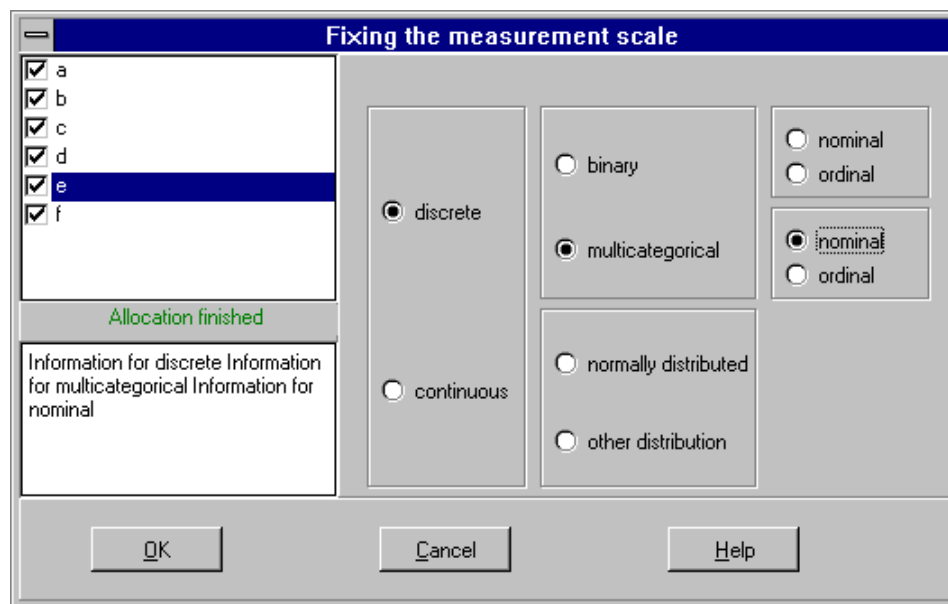 Fixing the measurement scale
a
b
c
d
e
f
Allocation finished
Information for discrete Information
for multicategorical Information for
nominal
discrete
continuous
binary
multicategorical
normally distributed
other distribution
nominal
ordinal
nominal
ordinal
OK
Cancel
Help